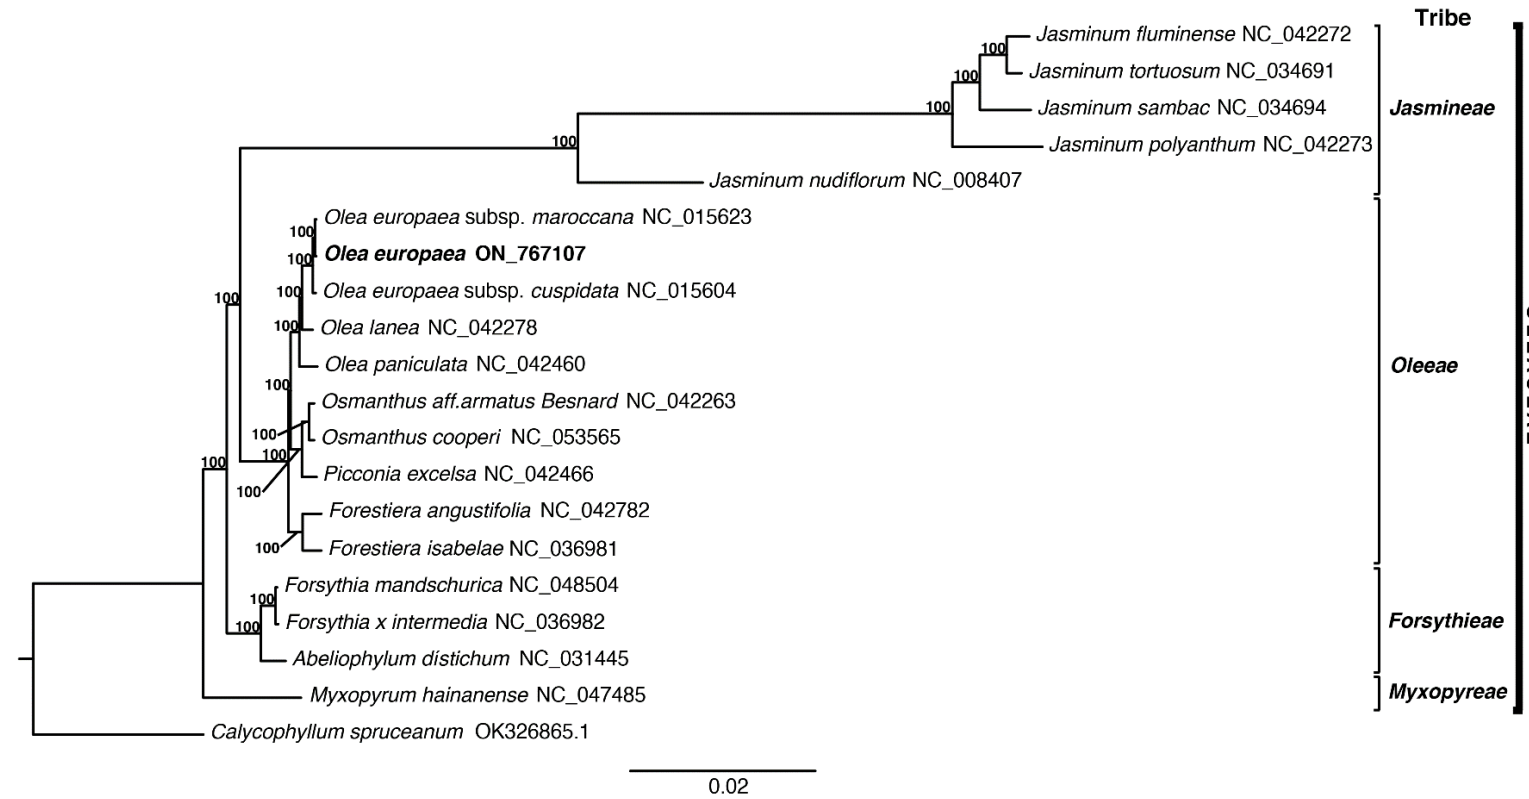 Tribe
100 Jasminum fluminense NC_042272
100 Jasminum tortuosum NC_034691
100 Jasminum sambac NC_034694
Jasmineae
100 Jasminum polyanthum NC_042273
Jasminum nudiflorum NC_008407
100 Olea europaea subsp. maroccana NC_015623
100 Olea europaea ON_767107
100 Olea europaea subsp. cuspidata NC_015604
100
100 Olea lanea NC_042278
Olea paniculata NC_042460
Oleeae
100
Osmanthus aff.armatus Besnard NC_042263
100 Osmanthus cooperi NC_053565
100
100 Picconia excelsa NC_042466
100
Forestiera angustifolia NC_042782
100 Forestiera isabelae NC_036981
Forsythia mandschurica NC_048504
100
100 Forsythia x intermedia NC_036982
Forsythieae
Abeliophylum distichum NC_031445
Myxopyrum hainanense NC_047485
Myxopyreae
Calycophyllum spruceanum OK326865.1
0.02